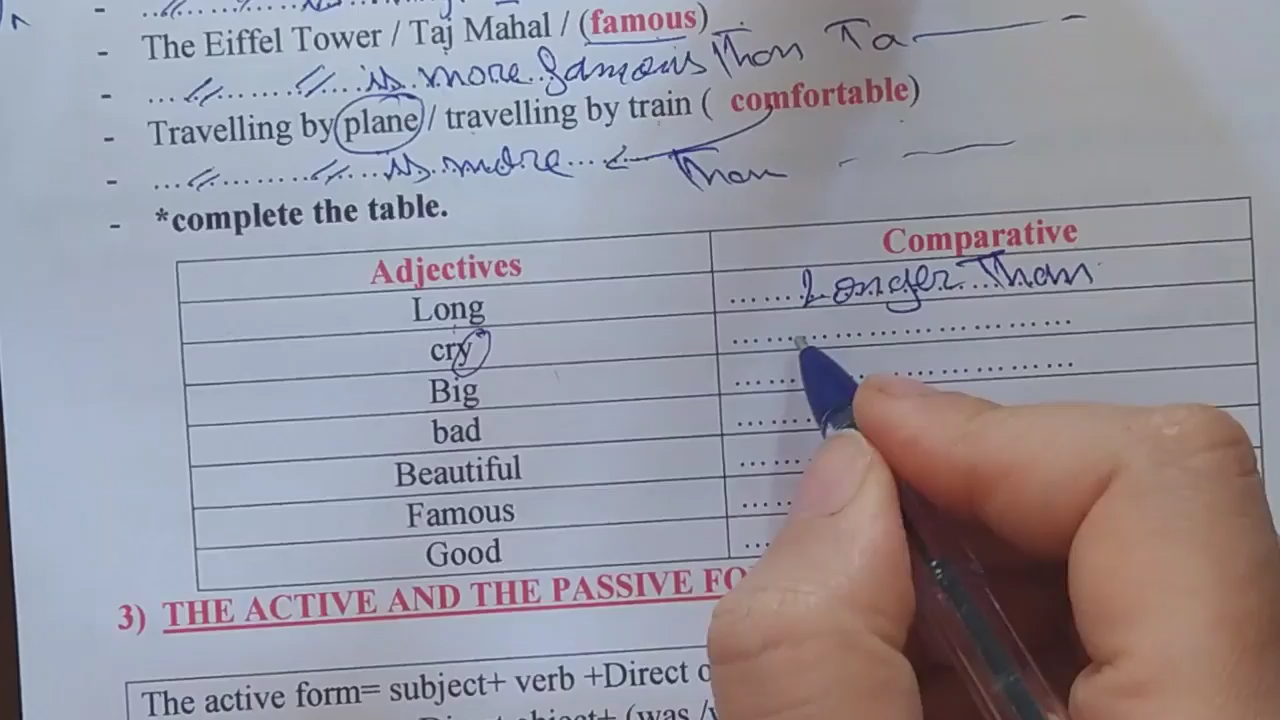 - The Eiffel Tower / Taj Mahal / (famous)
- ... is more famous Than Ta
- Travelling by plane / travelling by train ( comfortable)
- ... is more ... Than
- *complete the table.
Adjectives Comparative
Long ...... Longer Than
cry ..............................
Big ..............................
bad ......
Beautiful ......
Famous ......
Good ...
3) THE ACTIVE AND THE PASSIVE FO
The active form= subject+ verb +Direct o
(was /